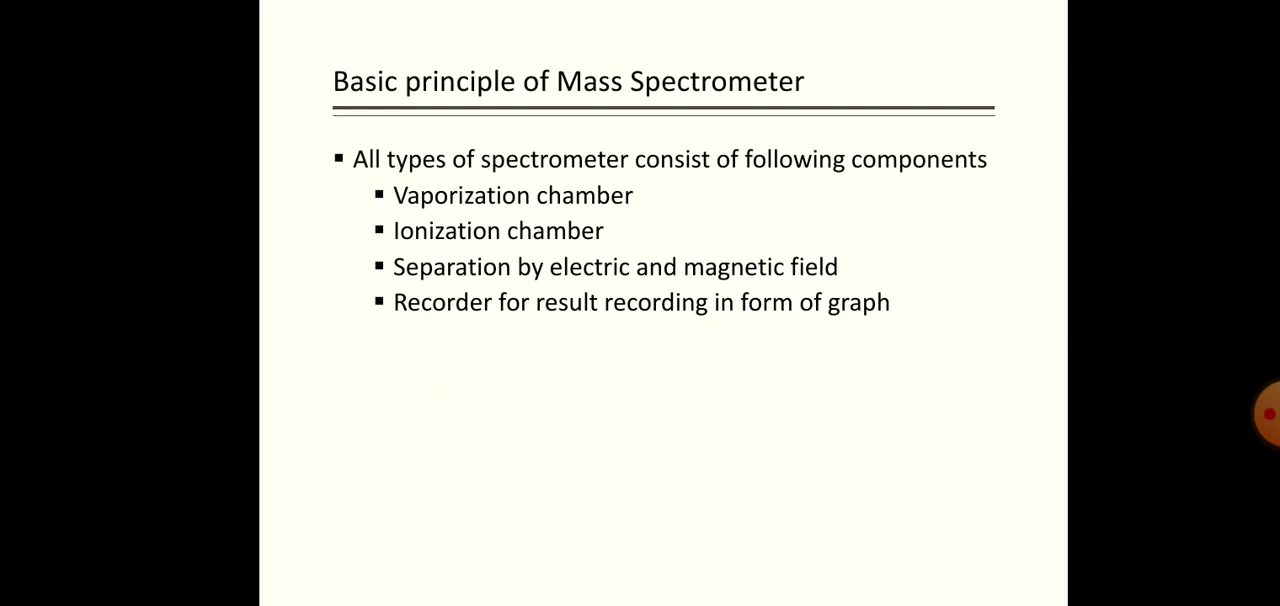 Basic principle of Mass Spectrometer
▪ All types of spectrometer consist of following components
▪ Vaporization chamber
▪ Ionization chamber
▪ Separation by electric and magnetic field
▪ Recorder for result recording in form of graph